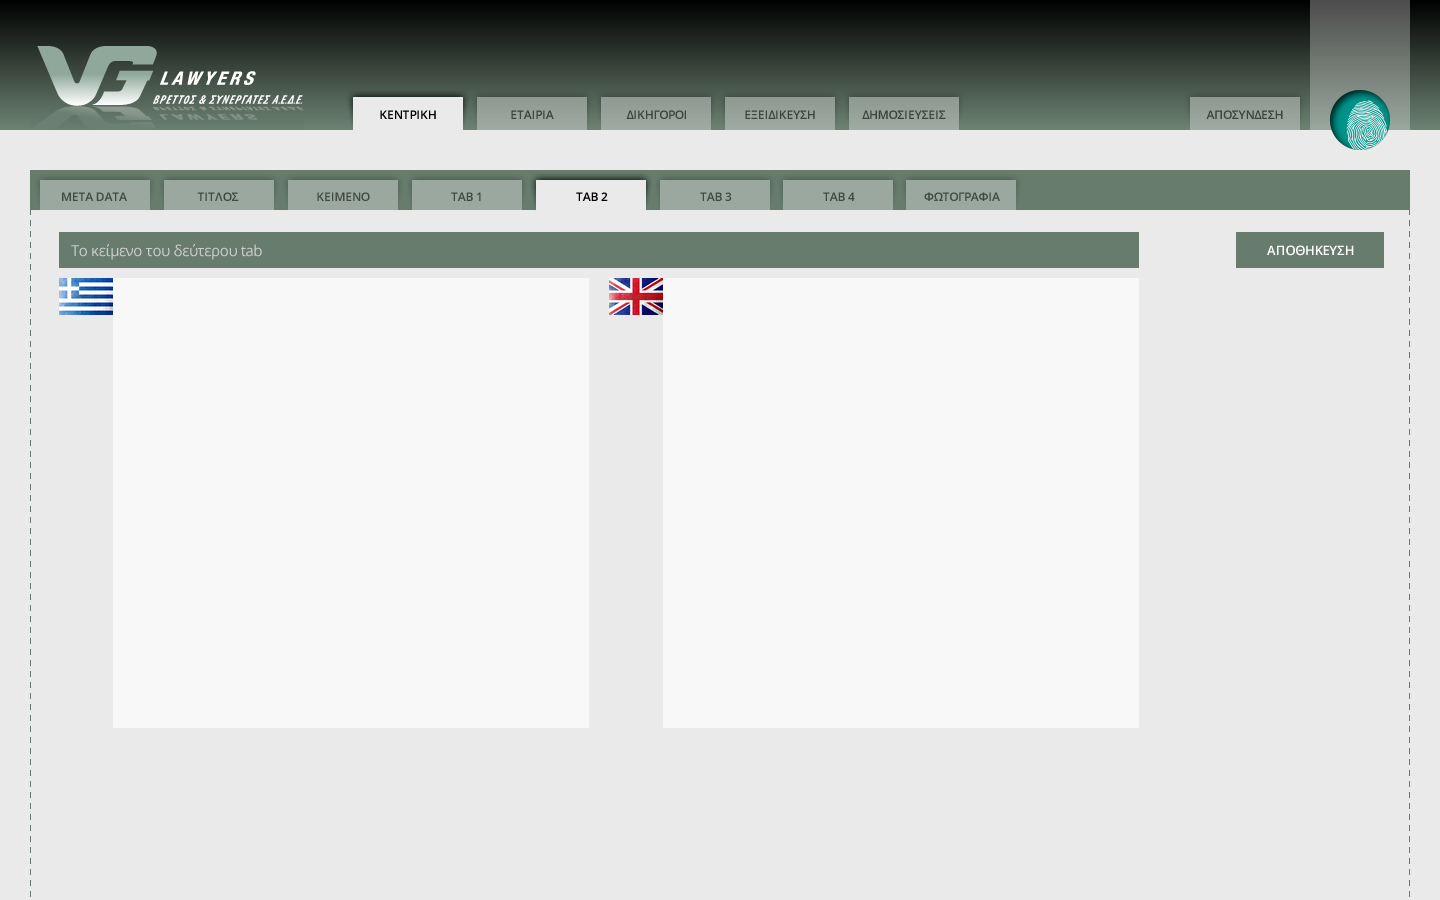 VG LAWYERS
ΒΡΕΤΤΟΣ & ΣΥΝΕΡΓΑΤΕΣ Α.Ε.Δ.Ε.
ΚΕΝΤΡΙΚΗ ΕΤΑΙΡΙΑ ΔΙΚΗΓΟΡΟΙ ΕΞΕΙΔΙΚΕΥΣΗ ΔΗΜΟΣΙΕΥΣΕΙΣ ΑΠΟΣΥΝΔΕΣΗ
META DATA ΤΙΤΛΟΣ ΚΕΙΜΕΝΟ TAB 1 TAB 2 TAB 3 TAB 4 ΦΩΤΟΓΡΑΦΙΑ
Το κείμενο του δεύτερου tab ΑΠΟΘΗΚΕΥΣΗ